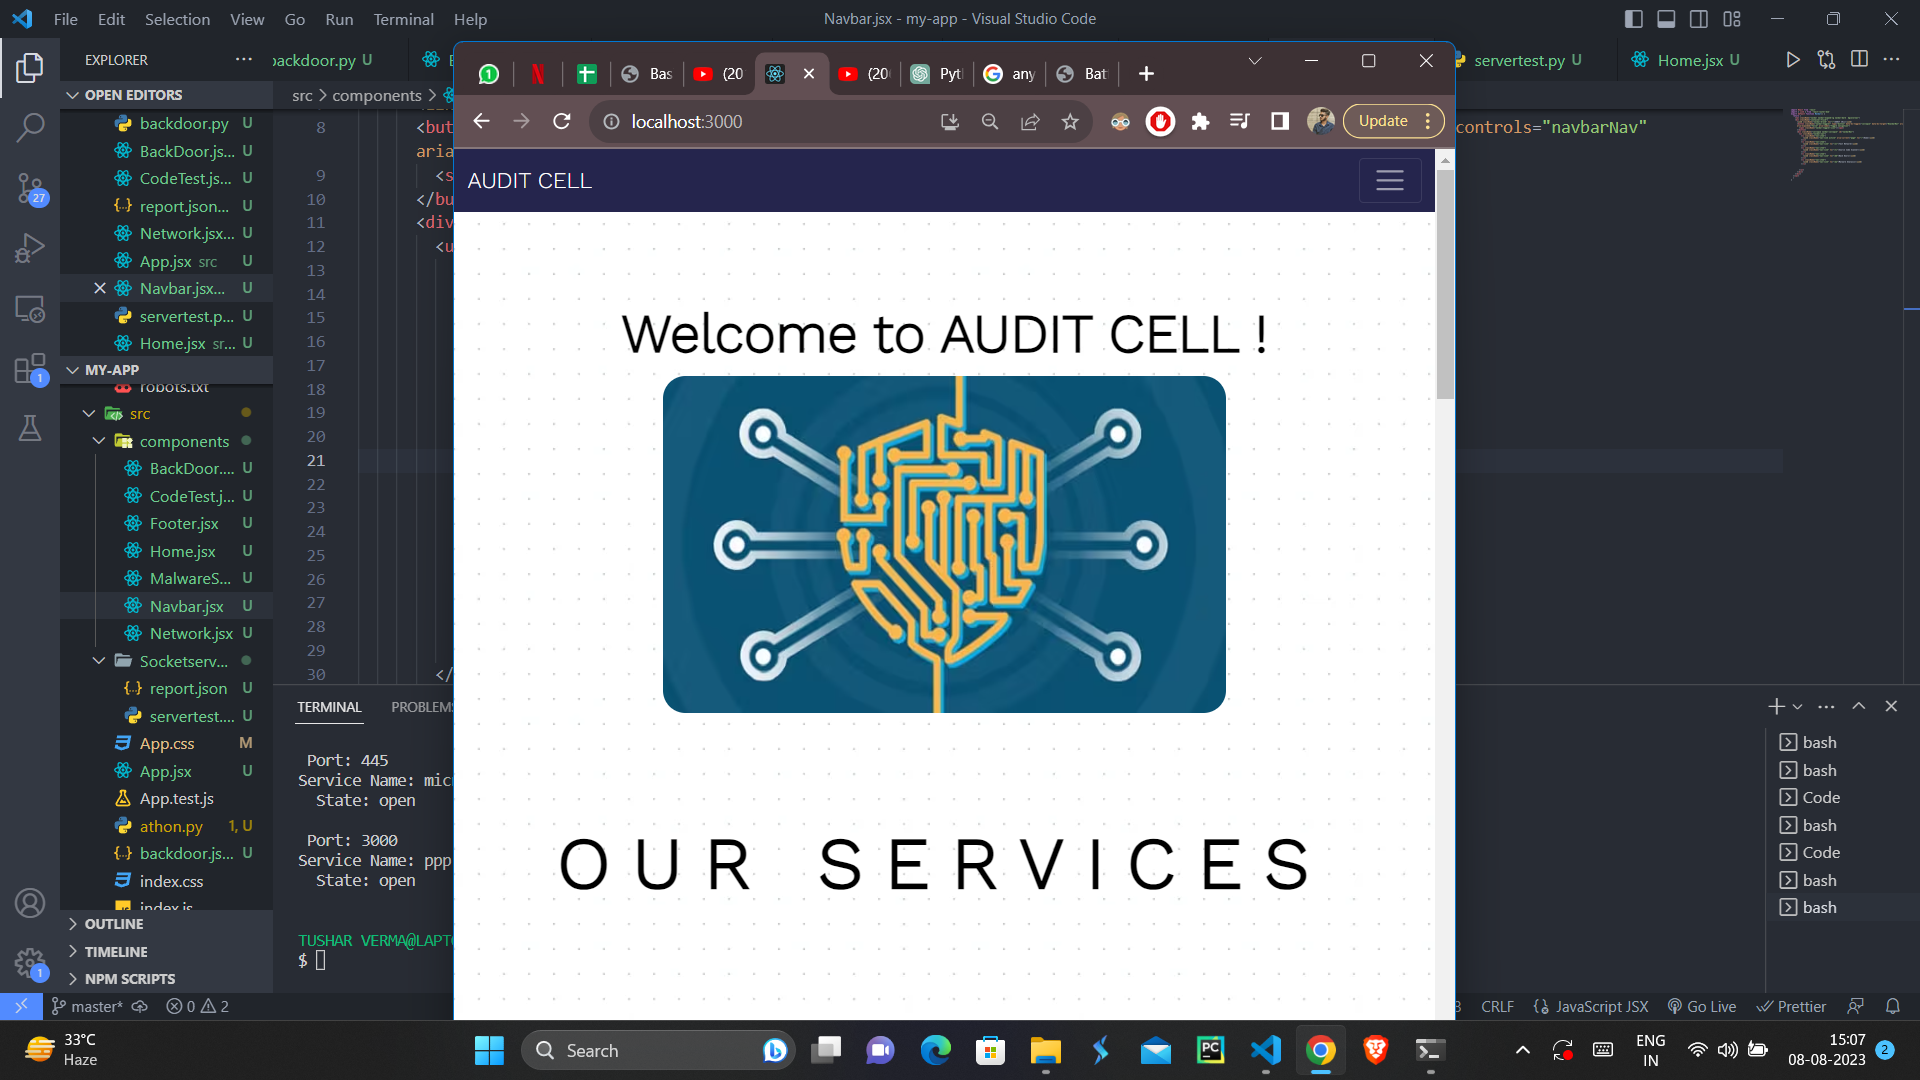 File Edit Selection View Go Run Terminal Help
Navbar.jsx - my-app - Visual Studio Code
EXPLORER
OPEN EDITORS
backdoor.py U
BackDoor.js... U
CodeTest.js... U
report.json... U
Network.jsx... U
App.jsx src U
Navbar.jsx... U
servertest.p... U
Home.jsx sr... U
MY-APP
robots.txt
src
components
BackDoor.... U
CodeTest.j... U
Footer.jsx U
Home.jsx U
MalwareS... U
Navbar.jsx U
Network.jsx U
Socketserv...
report.json U
servertest.... U
App.css M
App.jsx U
App.test.js
athon.py 1, U
backdoor.js... U
index.css
index.js
OUTLINE
TIMELINE
NPM SCRIPTS
27
1
1
backdoor.py U
servertest.py U
Home.jsx U
src > components >
8 <but
controls="navbarNav"
aria
9 <s
10 </bu
11 <div
12 <u
13
14
15
16
17
18
19
20
21
22
23
24
25
26
27
28
29
30 </
TERMINAL PROBLEMS
Port: 445
Service Name: mic
State: open
Port: 3000
Service Name: ppp
State: open
TUSHAR VERMA@LAPT
$
bash
bash
Code
bash
Code
bash
bash
1
Bas
(20
(20
Pyt
any
Bat
localhost:3000
Update
AUDIT CELL
Welcome to AUDIT CELL !
OUR SERVICES
master* 0 2
CRLF
JavaScript JSX
Go Live
Prettier
33°C
Haze
Search
PC
ENG
IN
15:07
08-08-2023
2